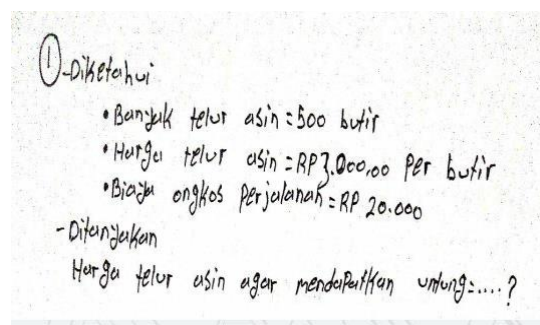 ① -Diketahui
• Banyak telur asin = 500 butir
• Harga telur asin = RP 3.000,00 Per butir
• Biaya ongkos Perjalanan = RP 20.000
- Ditanyakan
Harga telur asin agar mendaPatkan untung = ....?